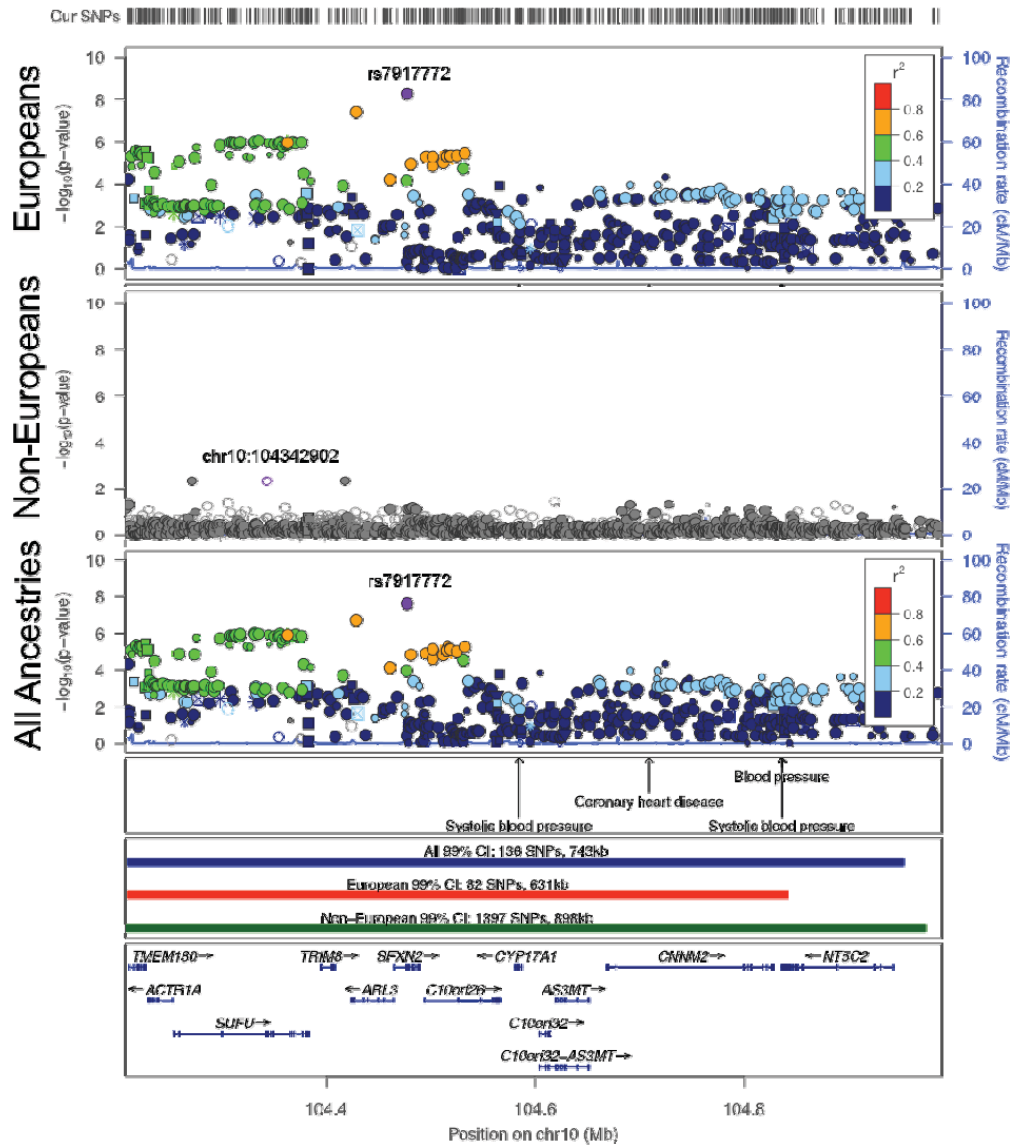 Cur SNPs
Europeans
rs7917772
r²
0.8
0.6
0.4
0.2
10
8
6
4
2
0
100
80
60
40
20
0
−log₁₀(p−value)
Recombination rate (cM/Mb)
Non-Europeans
chr10:104342902
10
8
6
4
2
0
100
80
60
40
20
0
−log₁₀(p−value)
Recombination rate (cM/Mb)
All Ancestries
rs7917772
r²
0.8
0.6
0.4
0.2
10
8
6
4
2
0
100
80
60
40
20
0
−log₁₀(p−value)
Recombination rate (cM/Mb)
Blood pressure
Coronary heart disease
Systolic blood pressure Systolic blood pressure
All 99% CI: 136 SNPs, 743kb
European 99% CI: 82 SNPs, 631kb
Non−European 99% CI: 1397 SNPs, 898kb
TMEM180→ TRIM8→ SFXN2→ ←CYP17A1 CNNM2→ ←NT5C2
←ACTR1A ←ARL3 ←C10orf26 AS3MT→
SUFU→ C10orf32→
C10orf32−AS3MT→
104.4 104.6 104.8
Position on chr10 (Mb)